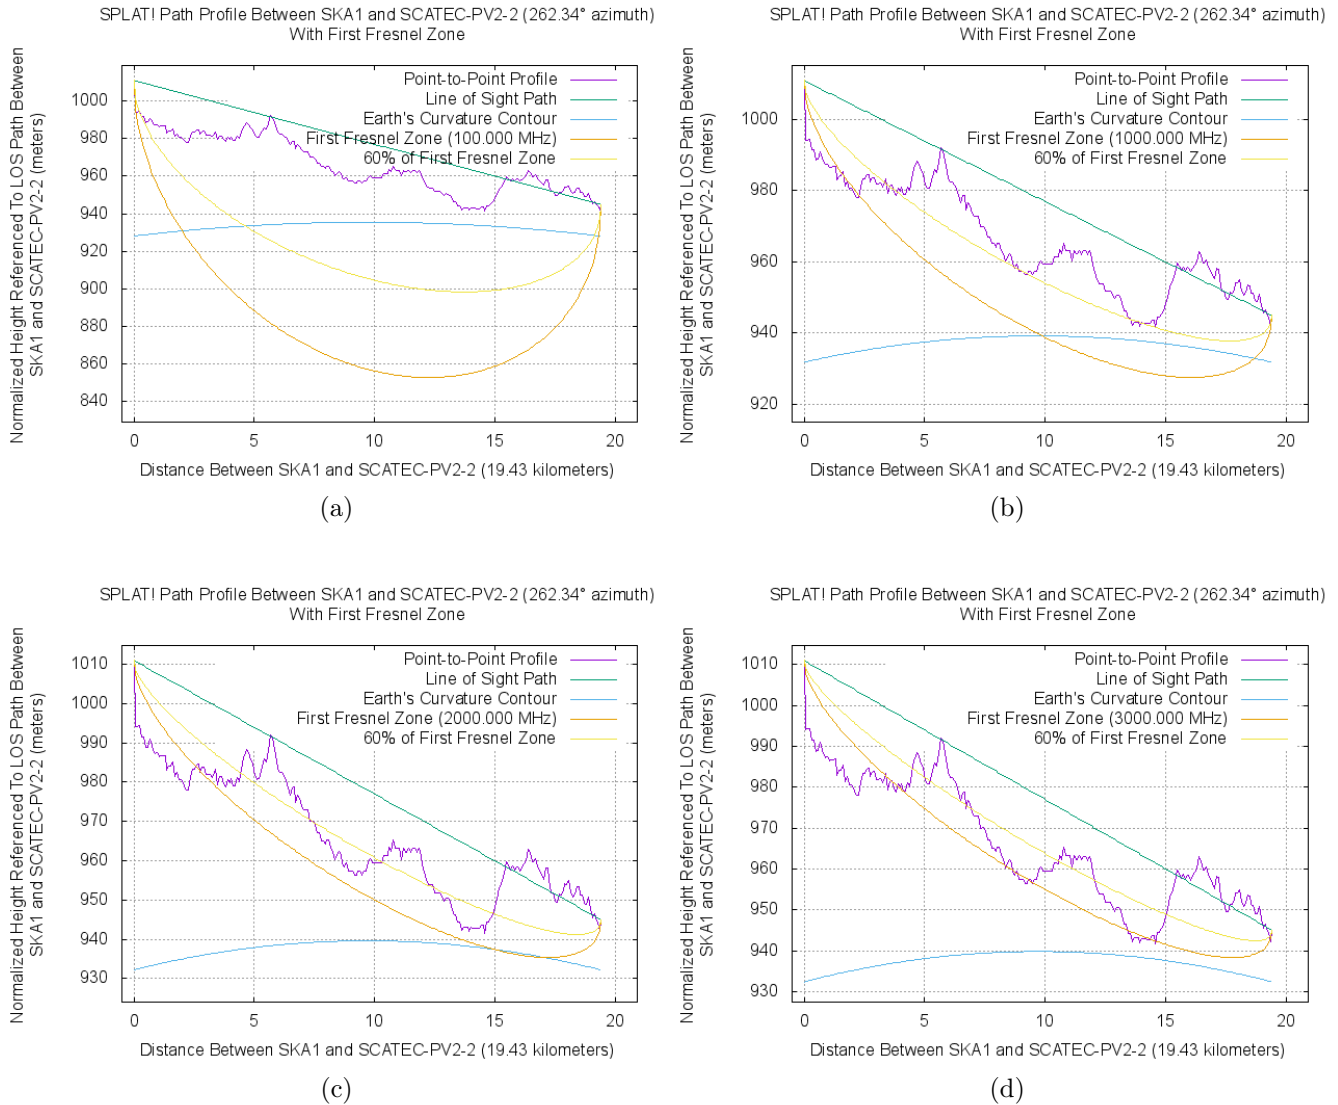 SPLAT! Path Profile Between SKA1 and SCATEC-PV2-2 (262.34° azimuth)
With First Fresnel Zone
Normalized Height Referenced To LOS Path Between
SKA1 and SCATEC-PV2-2 (meters)
Point-to-Point Profile
Line of Sight Path
Earth's Curvature Contour
First Fresnel Zone (100.000 MHz)
60% of First Fresnel Zone
1000
980
960
940
920
900
880
860
840
0 5 10 15 20
Distance Between SKA1 and SCATEC-PV2-2 (19.43 kilometers)
(a)
SPLAT! Path Profile Between SKA1 and SCATEC-PV2-2 (262.34° azimuth)
With First Fresnel Zone
Normalized Height Referenced To LOS Path Between
SKA1 and SCATEC-PV2-2 (meters)
Point-to-Point Profile
Line of Sight Path
Earth's Curvature Contour
First Fresnel Zone (1000.000 MHz)
60% of First Fresnel Zone
1000
980
960
940
920
0 5 10 15 20
Distance Between SKA1 and SCATEC-PV2-2 (19.43 kilometers)
(b)
SPLAT! Path Profile Between SKA1 and SCATEC-PV2-2 (262.34° azimuth)
With First Fresnel Zone
Normalized Height Referenced To LOS Path Between
SKA1 and SCATEC-PV2-2 (meters)
Point-to-Point Profile
Line of Sight Path
Earth's Curvature Contour
First Fresnel Zone (2000.000 MHz)
60% of First Fresnel Zone
1010
1000
990
980
970
960
950
940
930
0 5 10 15 20
Distance Between SKA1 and SCATEC-PV2-2 (19.43 kilometers)
(c)
SPLAT! Path Profile Between SKA1 and SCATEC-PV2-2 (262.34° azimuth)
With First Fresnel Zone
Normalized Height Referenced To LOS Path Between
SKA1 and SCATEC-PV2-2 (meters)
Point-to-Point Profile
Line of Sight Path
Earth's Curvature Contour
First Fresnel Zone (3000.000 MHz)
60% of First Fresnel Zone
1010
1000
990
980
970
960
950
940
930
0 5 10 15 20
Distance Between SKA1 and SCATEC-PV2-2 (19.43 kilometers)
(d)